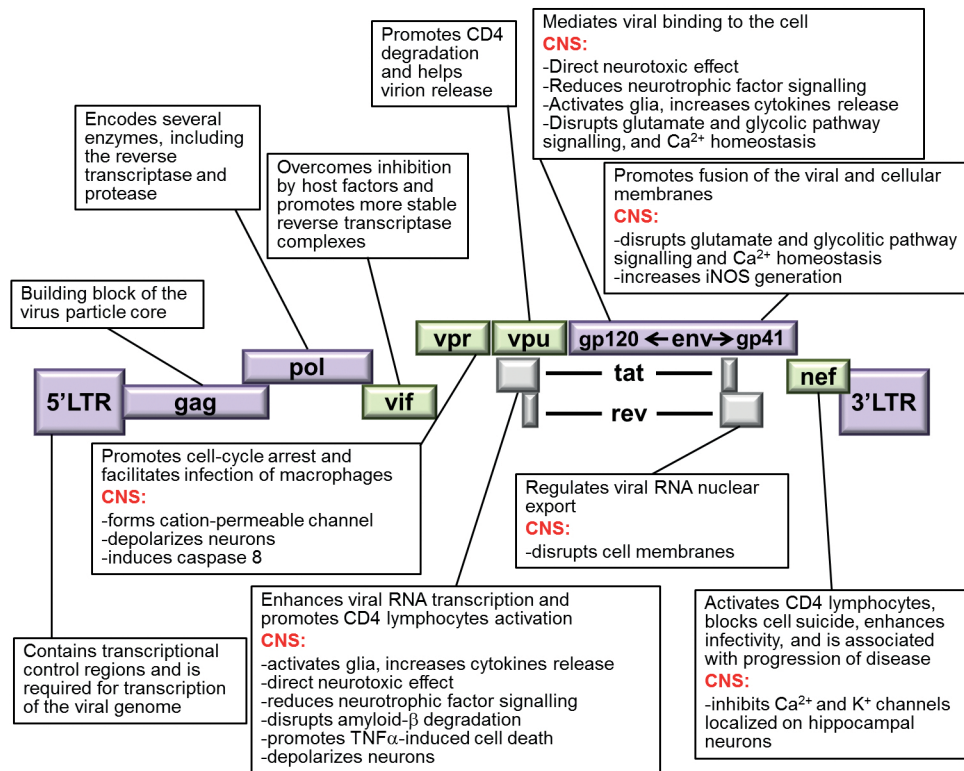 Promotes CD4
degradation
and helps
virion release
Mediates viral binding to the cell
CNS:
-Direct neurotoxic effect
-Reduces neurotrophic factor signalling
-Activates glia, increases cytokines release
-Disrupts glutamate and glycolic pathway
signalling, and Ca²⁺ homeostasis
Encodes several
enzymes, including
the reverse
transcriptase and
protease
Overcomes inhibition
by host factors and
promotes more stable
reverse transcriptase
complexes
Promotes fusion of the viral and cellular
membranes
CNS:
-disrupts glutamate and glycolitic pathway
signalling and Ca²⁺ homeostasis
-increases iNOS generation
Building block of the
virus particle core
5'LTR
gag
pol
vif
vpr
vpu
gp120 ← env → gp41
tat
rev
nef
3'LTR
Promotes cell-cycle arrest and
facilitates infection of macrophages
CNS:
-forms cation-permeable channel
-depolarizes neurons
-induces caspase 8
Regulates viral RNA nuclear
export
CNS:
-disrupts cell membranes
Contains transcriptional
control regions and is
required for transcription
of the viral genome
Enhances viral RNA transcription and
promotes CD4 lymphocytes activation
CNS:
-activates glia, increases cytokines release
-direct neurotoxic effect
-reduces neurotrophic factor signalling
-disrupts amyloid-β degradation
-promotes TNFα-induced cell death
-depolarizes neurons
Activates CD4 lymphocytes,
blocks cell suicide, enhances
infectivity, and is associated
with progression of disease
CNS:
-inhibits Ca²⁺ and K⁺ channels
localized on hippocampal
neurons